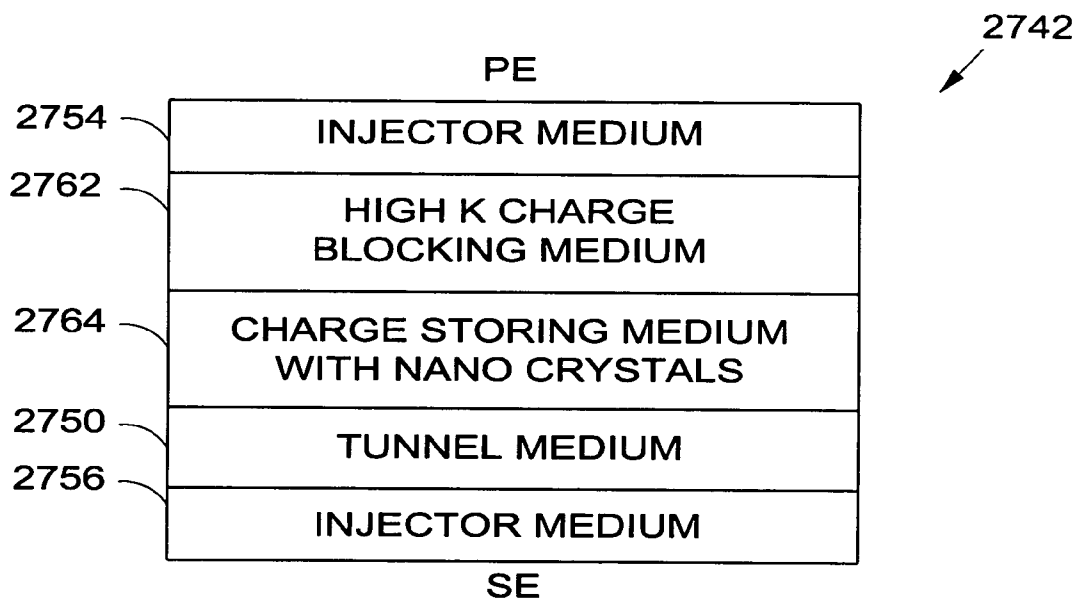 2742
PE
2754
INJECTOR MEDIUM
2762
HIGH K CHARGE
BLOCKING MEDIUM
2764
CHARGE STORING MEDIUM
WITH NANO CRYSTALS
2750
TUNNEL MEDIUM
2756
INJECTOR MEDIUM
SE